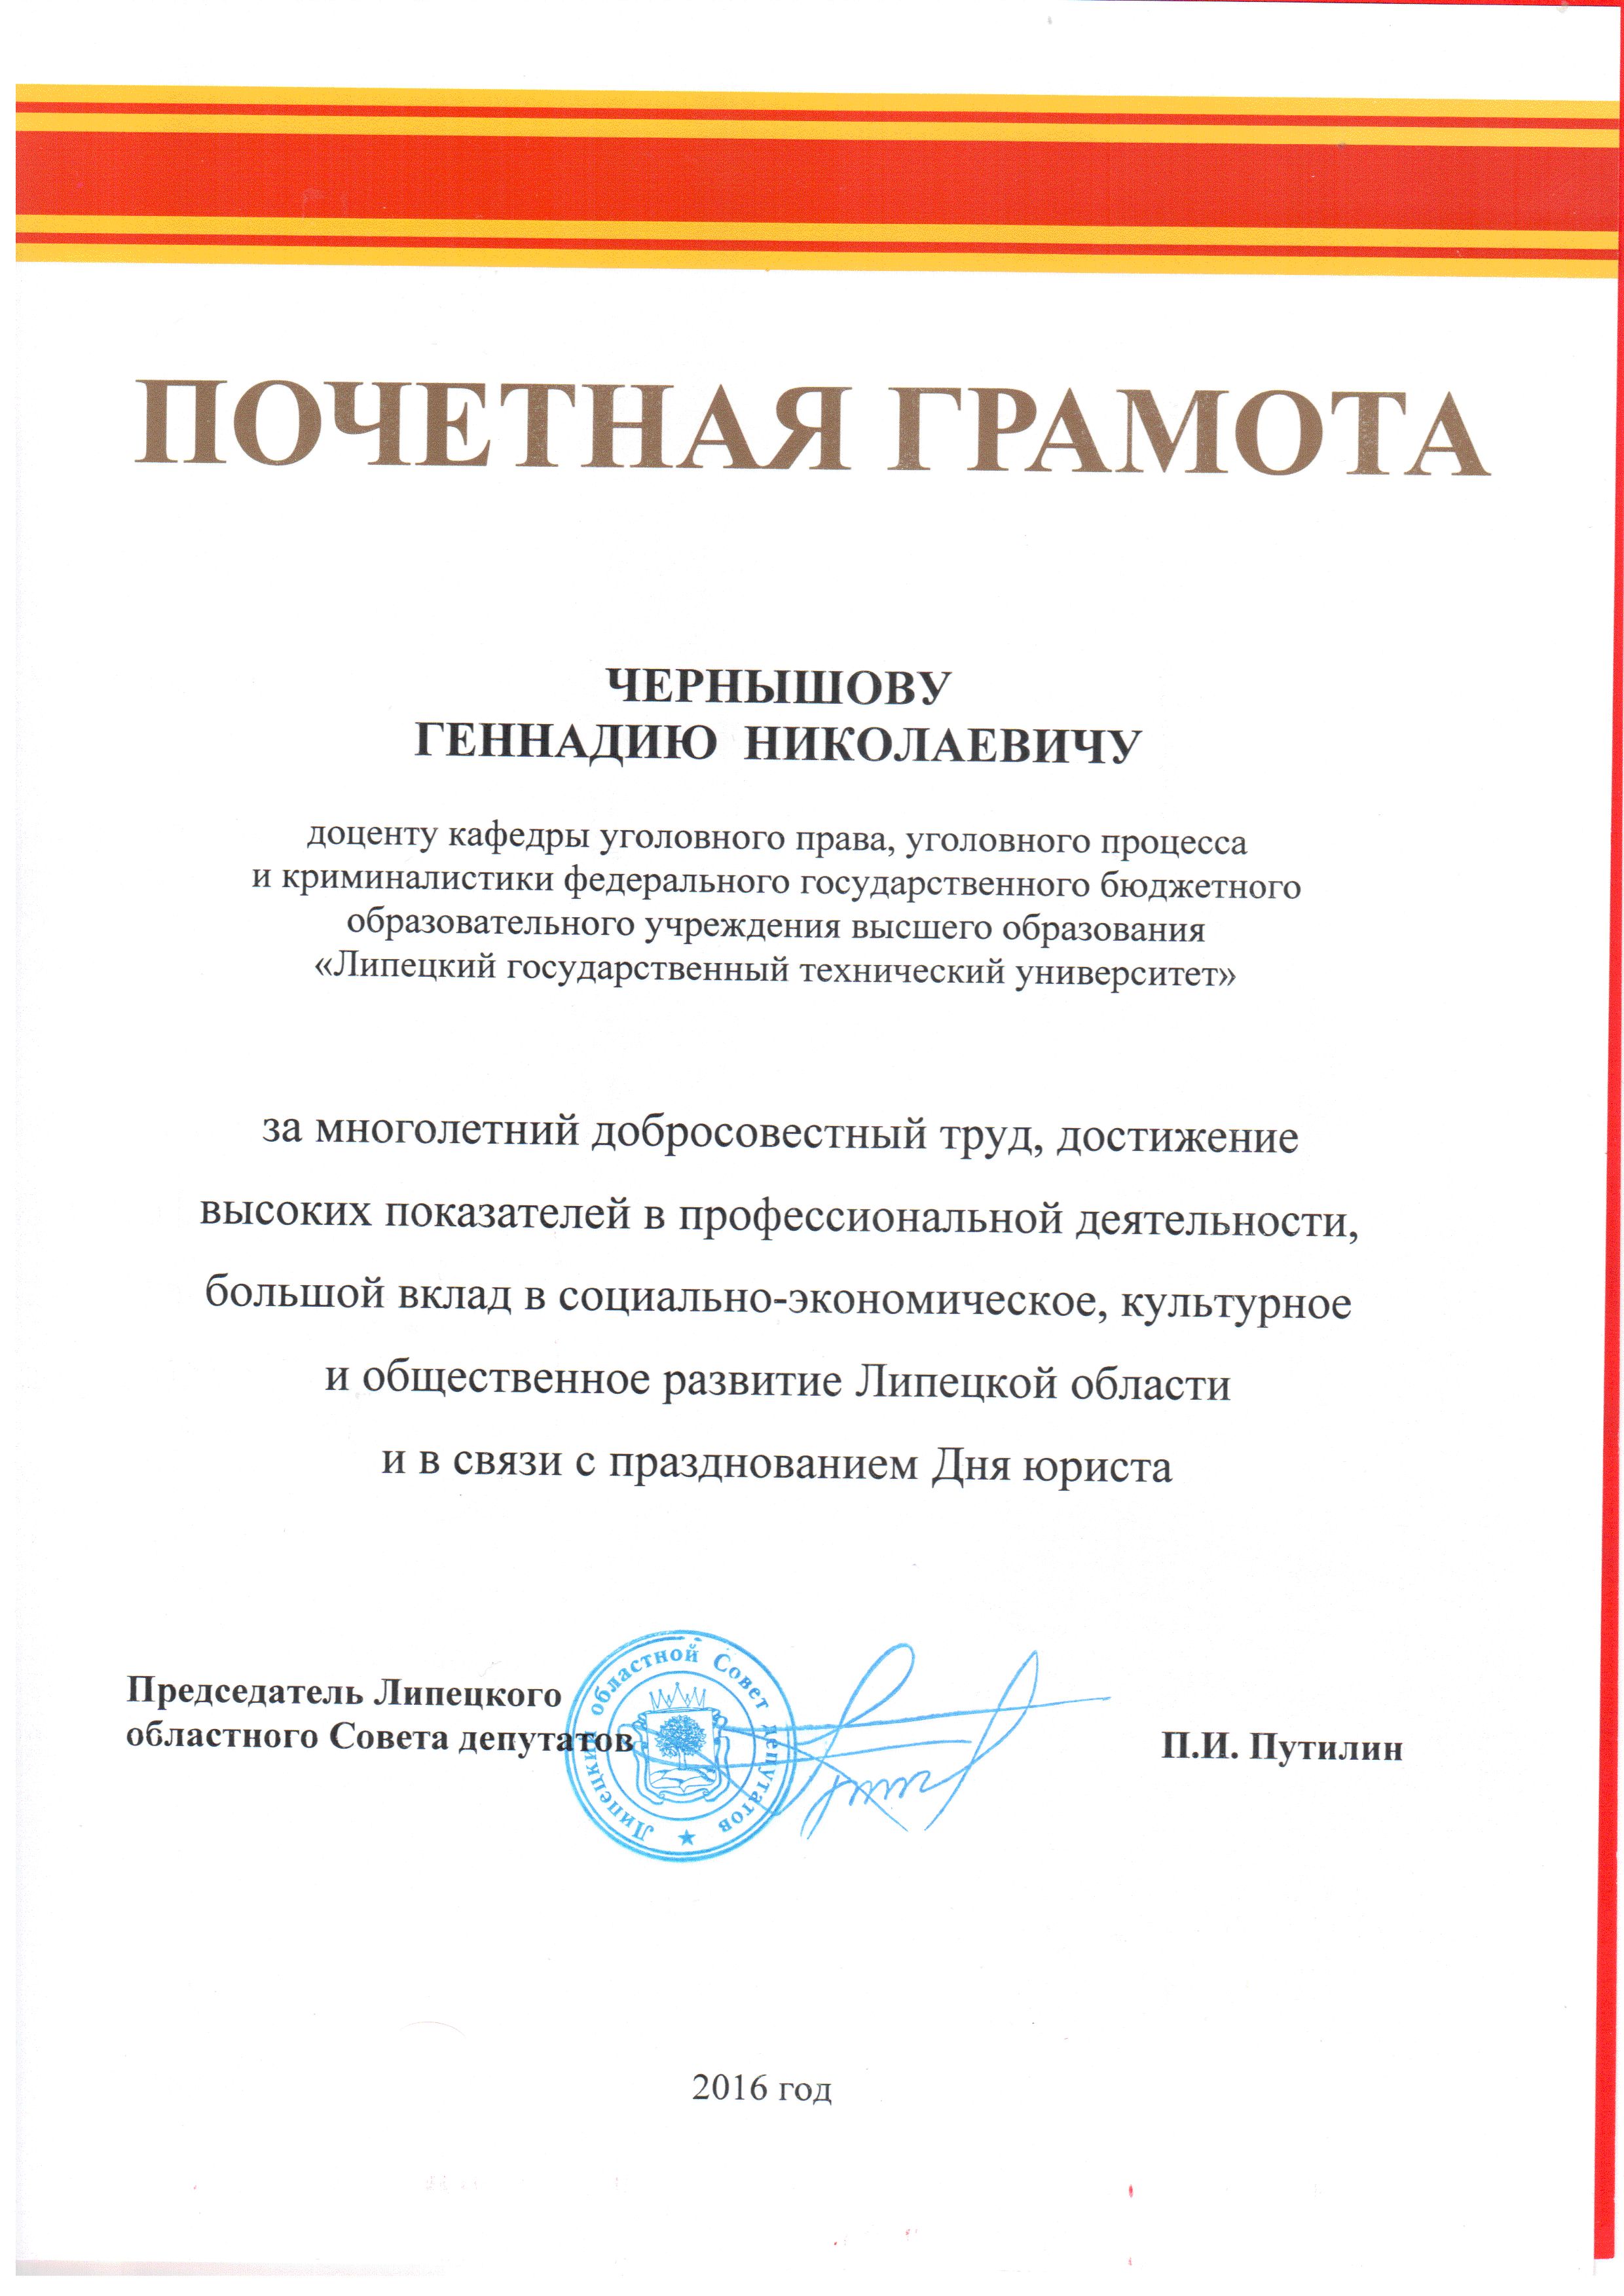 ПОЧЕТНАЯ ГРАМОТА
ЧЕРНЫШОВУ
ГЕННАДИЮ НИКОЛАЕВИЧУ
доценту кафедры уголовного права, уголовного процесса
и криминалистики федерального государственного бюджетного
образовательного учреждения высшего образования
«Липецкий государственный технический университет»
за многолетний добросовестный труд, достижение
высоких показателей в профессиональной деятельности,
большой вклад в социально-экономическое, культурное
и общественное развитие Липецкой области
и в связи с празднованием Дня юриста
Председатель Липецкого
областного Совета депутатов
Липецкий областной Совет депутатов
П.И. Путилин
2016 год